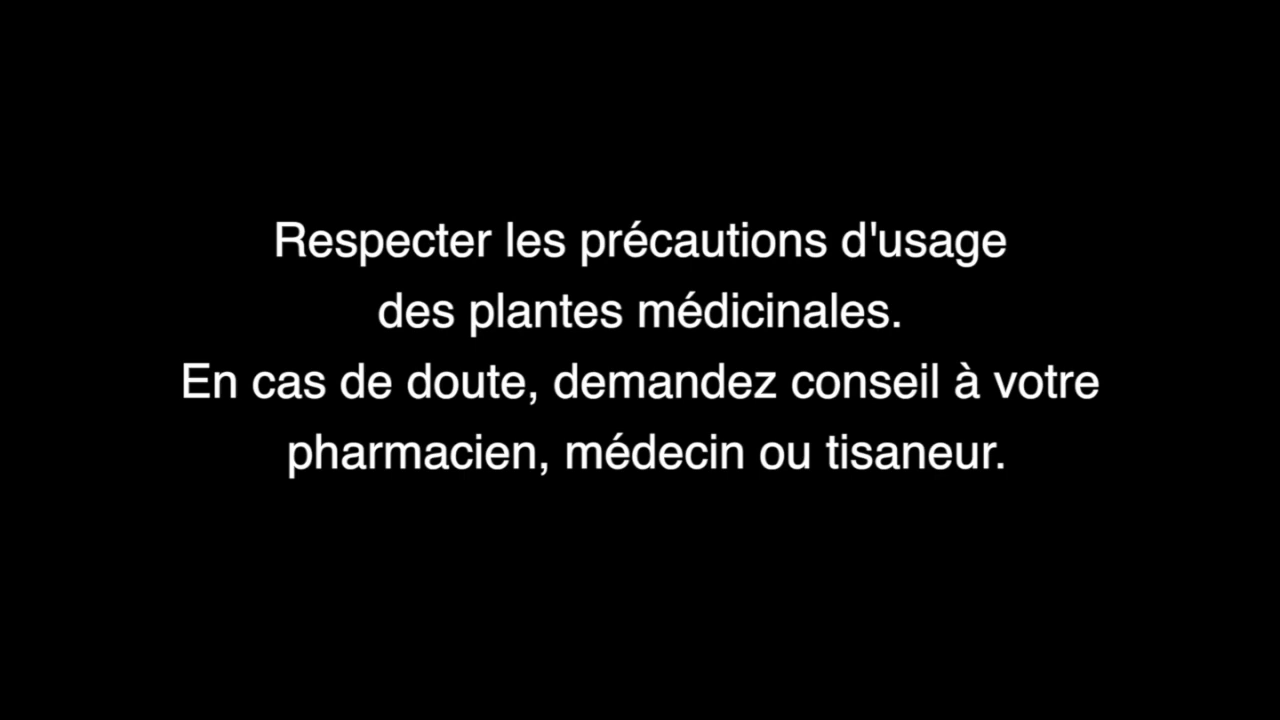 Respecter les précautions d'usage
des plantes médicinales.
En cas de doute, demandez conseil à votre
pharmacien, médecin ou tisaneur.